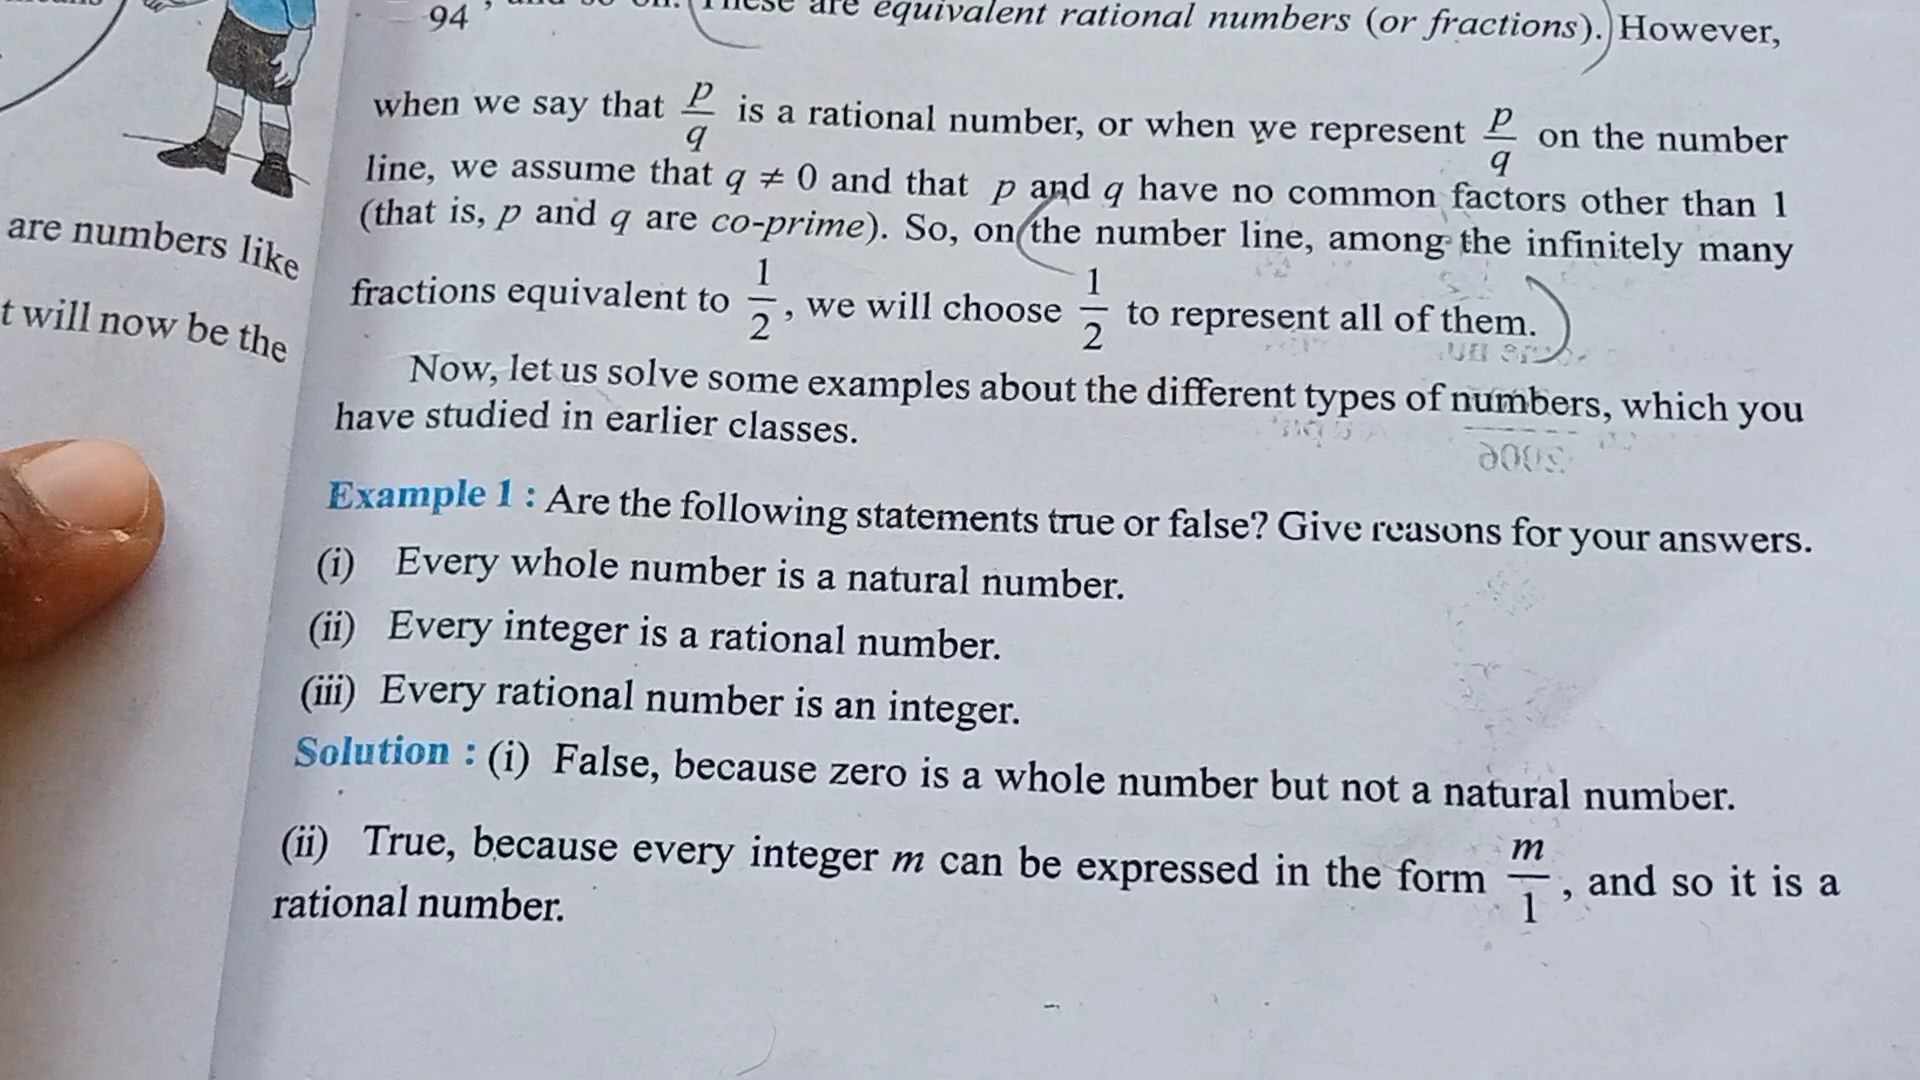 94 , and so on. (These are equivalent rational numbers (or fractions).) However,
when we say that p/q is a rational number, or when we represent p/q on the number
line, we assume that q ≠ 0 and that p and q have no common factors other than 1
(that is, p and q are co-prime). So, on the number line, among the infinitely many
fractions equivalent to 1/2, we will choose 1/2 to represent all of them.
Now, let us solve some examples about the different types of numbers, which you
have studied in earlier classes.
Example 1 : Are the following statements true or false? Give reasons for your answers.
(i) Every whole number is a natural number.
(ii) Every integer is a rational number.
(iii) Every rational number is an integer.
Solution : (i) False, because zero is a whole number but not a natural number.
(ii) True, because every integer m can be expressed in the form m/1, and so it is a
rational number.
are numbers like
t will now be the